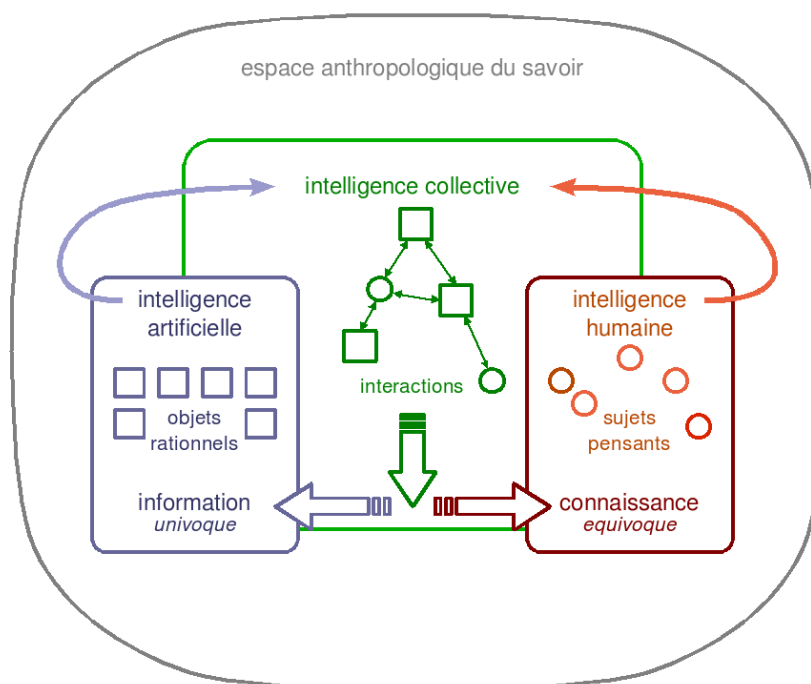 espace anthropologique du savoir
intelligence collective
intelligence
artificielle
intelligence
humaine
interactions
objets
rationnels
sujets
pensants
information
univoque
connaissance
equivoque